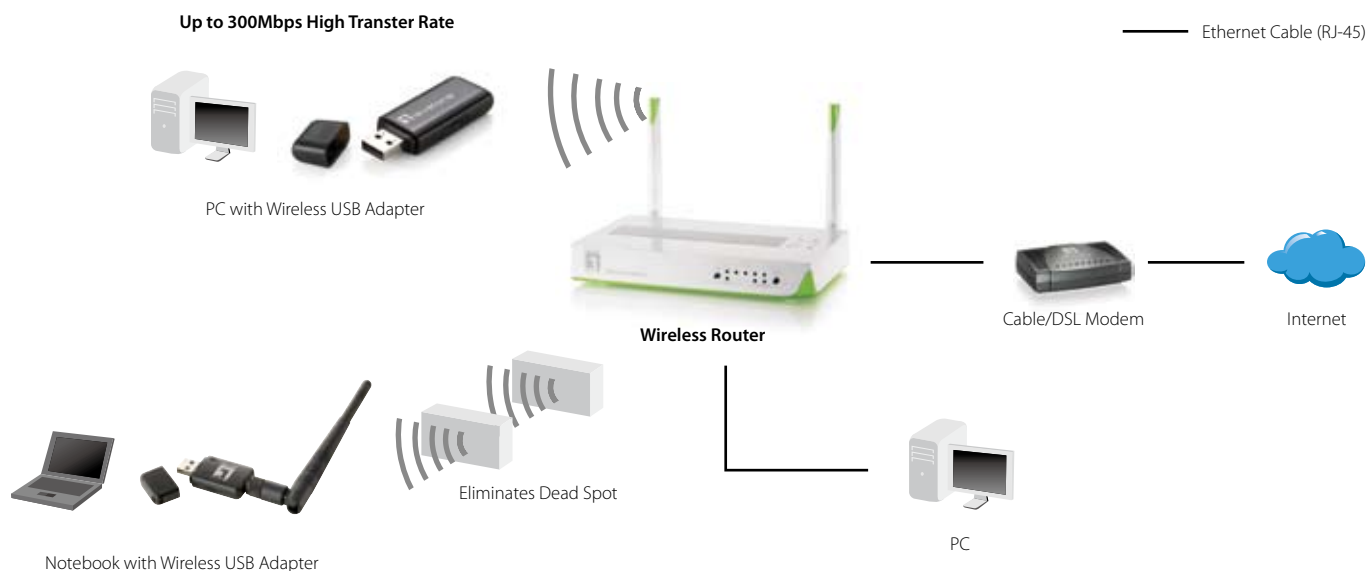 Up to 300Mbps High Transter Rate
Ethernet Cable (RJ-45)
PC with Wireless USB Adapter
Wireless Router
Cable/DSL Modem
Internet
Eliminates Dead Spot
PC
Notebook with Wireless USB Adapter